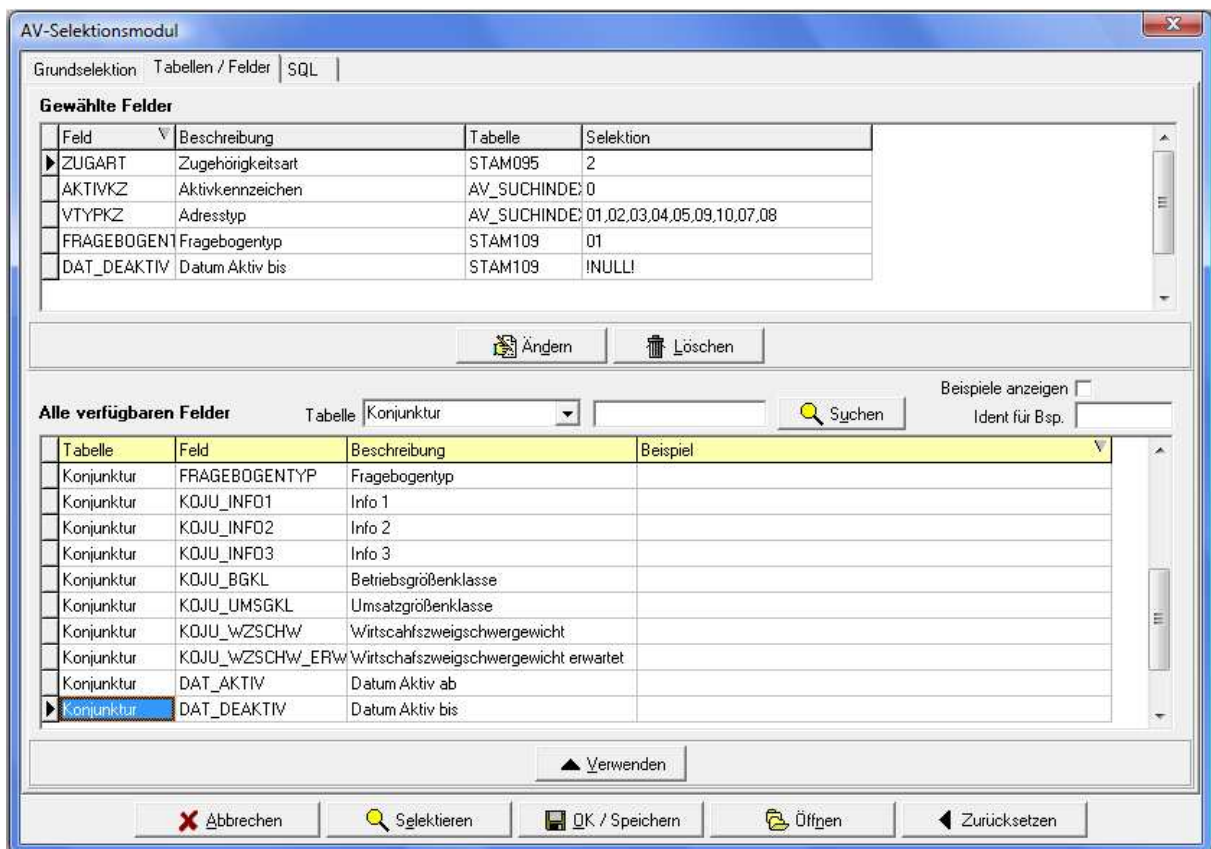 AV-Selektionsmodul
Grundselektion Tabellen / Felder SQL
Gewählte Felder
Feld Beschreibung Tabelle Selektion
ZUGART Zugehörigkeitsart STAM095 2
AKTIVKZ Aktivkennzeichen AV_SUCHINDEX 0
VTYPKZ Adresstyp AV_SUCHINDEX 01,02,03,04,05,09,10,07,08
FRAGEBOGENT Fragebogentyp STAM109 01
DAT_DEAKTIV Datum Aktiv bis STAM109 !NULL!
Ändern Löschen
Beispiele anzeigen
Alle verfügbaren Felder Tabelle Konjunktur Suchen Ident für Bsp.
Tabelle Feld Beschreibung Beispiel
Konjunktur FRAGEBOGENTYP Fragebogentyp
Konjunktur KOJU_INFO1 Info 1
Konjunktur KOJU_INFO2 Info 2
Konjunktur KOJU_INFO3 Info 3
Konjunktur KOJU_BGKL Betriebsgrößenklasse
Konjunktur KOJU_UMSGKL Umsatzgrößenklasse
Konjunktur KOJU_WZSCHW Wirtscahfszweigschwergewicht
Konjunktur KOJU_WZSCHW_ERW Wirtschafszweigschwergewicht erwartet
Konjunktur DAT_AKTIV Datum Aktiv ab
Konjunktur DAT_DEAKTIV Datum Aktiv bis
Verwenden
Abbrechen Selektieren OK / Speichern Öffnen Zurücksetzen